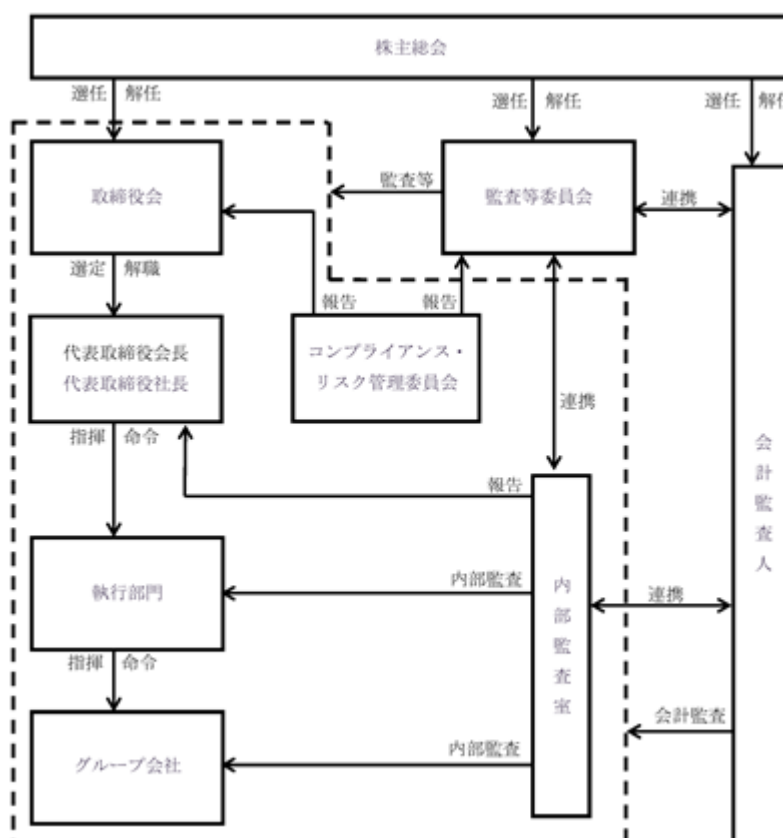 株主総会
選任 解任
選任 解任
選任 解任
取締役会
監査等
監査等委員会
連携
選定 解職
報告
報告
代表取締役会長
代表取締役社長
コンプライアンス・
リスク管理委員会
連携
指揮 命令
会計監査人
報告
内部監査
執行部門
内部監査室
連携
指揮 命令
会計監査
内部監査
グループ会社